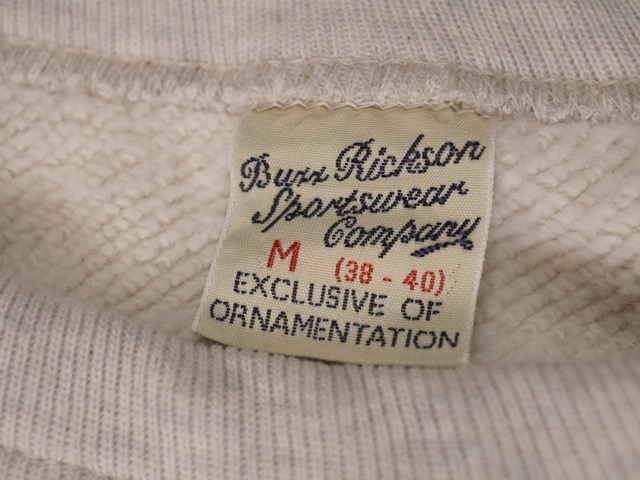 Buzz Rickson
Sportswear
Company
M (38 - 40)
EXCLUSIVE OF
ORNAMENTATION